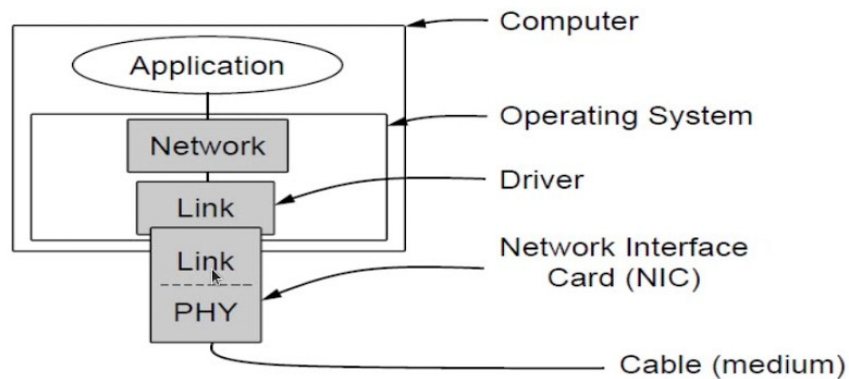 Computer
Application
Operating System
Network
Driver
Link
Network Interface
Card (NIC)
Link
PHY
Cable (medium)